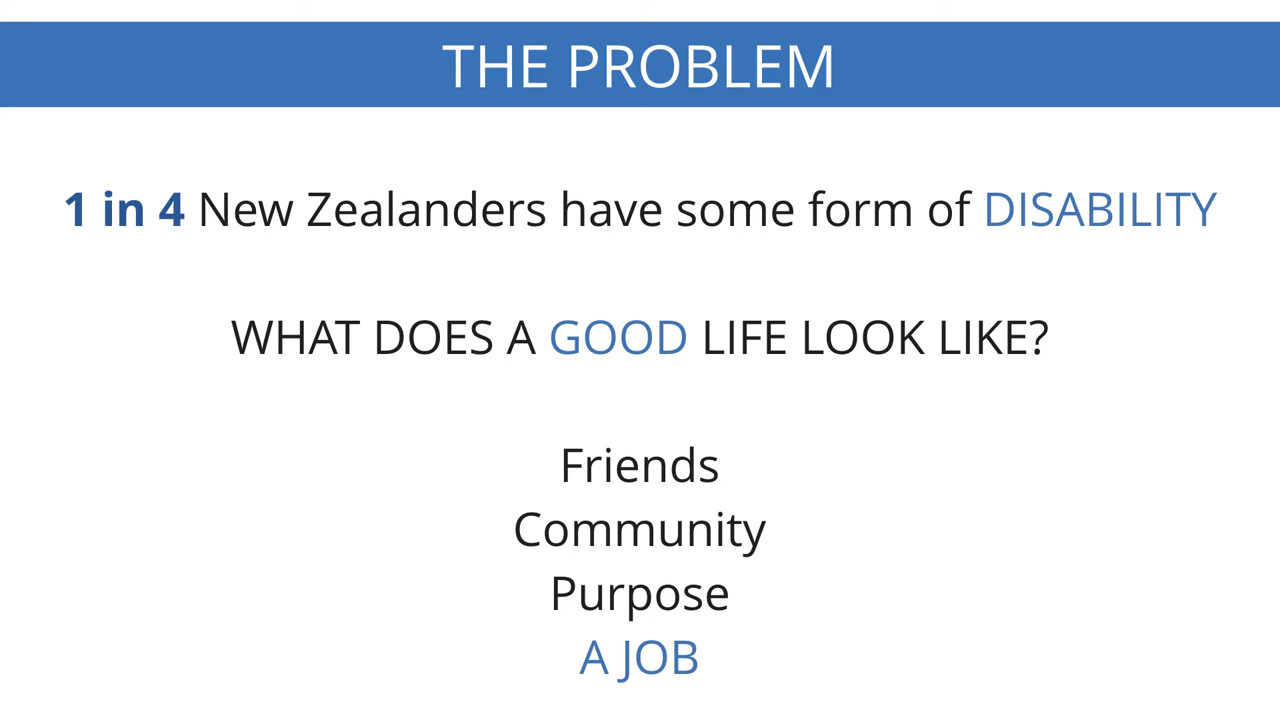 THE PROBLEM
1 in 4 New Zealanders have some form of DISABILITY
WHAT DOES A GOOD LIFE LOOK LIKE?
Friends
Community
Purpose
A JOB